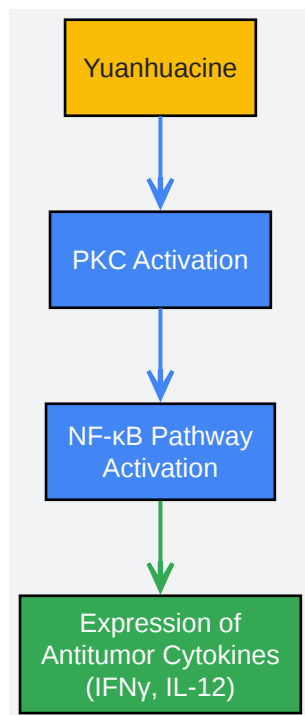 Yuanhuacine
PKC Activation
NF-κB Pathway
Activation
Expression of
Antitumor Cytokines
(IFNγ, IL-12)